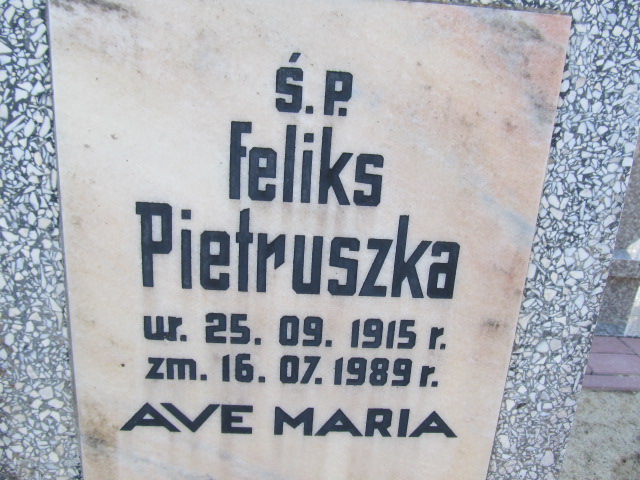 Ś.P.
Feliks
Pietruszka
ur. 25. 09. 1915 r.
zm. 16. 07. 1989 r.
AVE MARIA